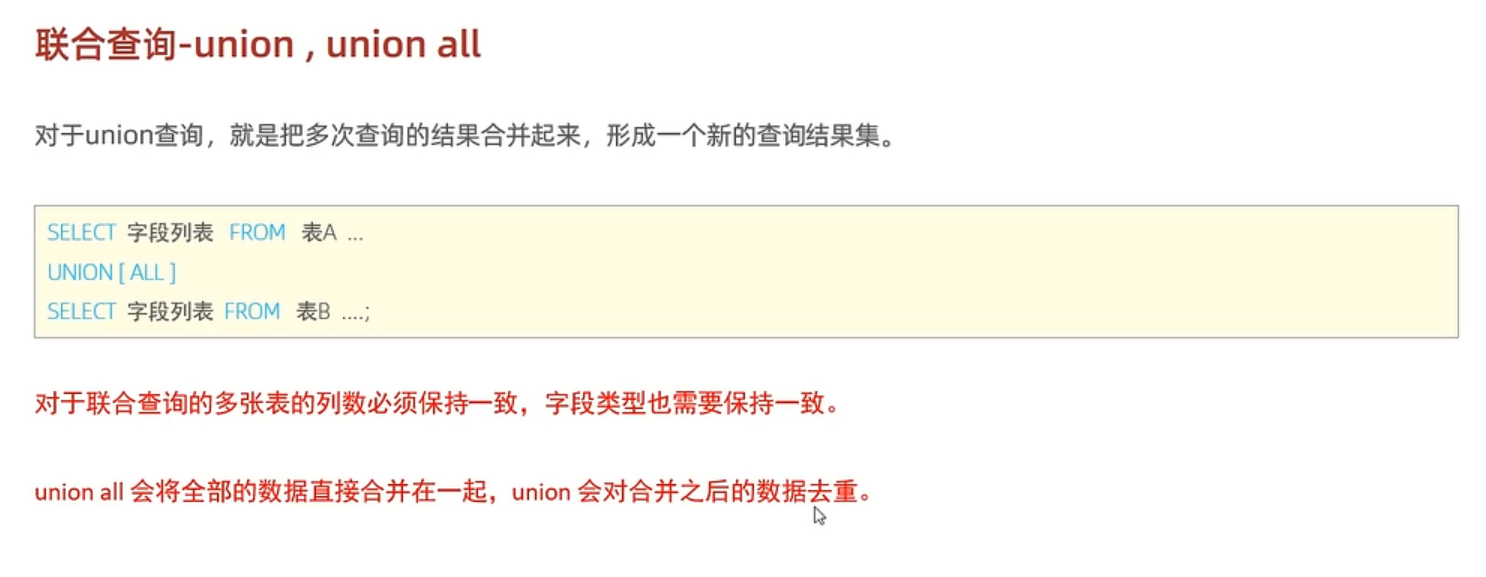 联合查询-union , union all
对于union查询，就是把多次查询的结果合并起来，形成一个新的查询结果集。
SELECT 字段列表 FROM 表A ...
UNION [ ALL ]
SELECT 字段列表 FROM 表B ....;
对于联合查询的多张表的列数必须保持一致，字段类型也需要保持一致。
union all 会将全部的数据直接合并在一起，union 会对合并之后的数据去重。